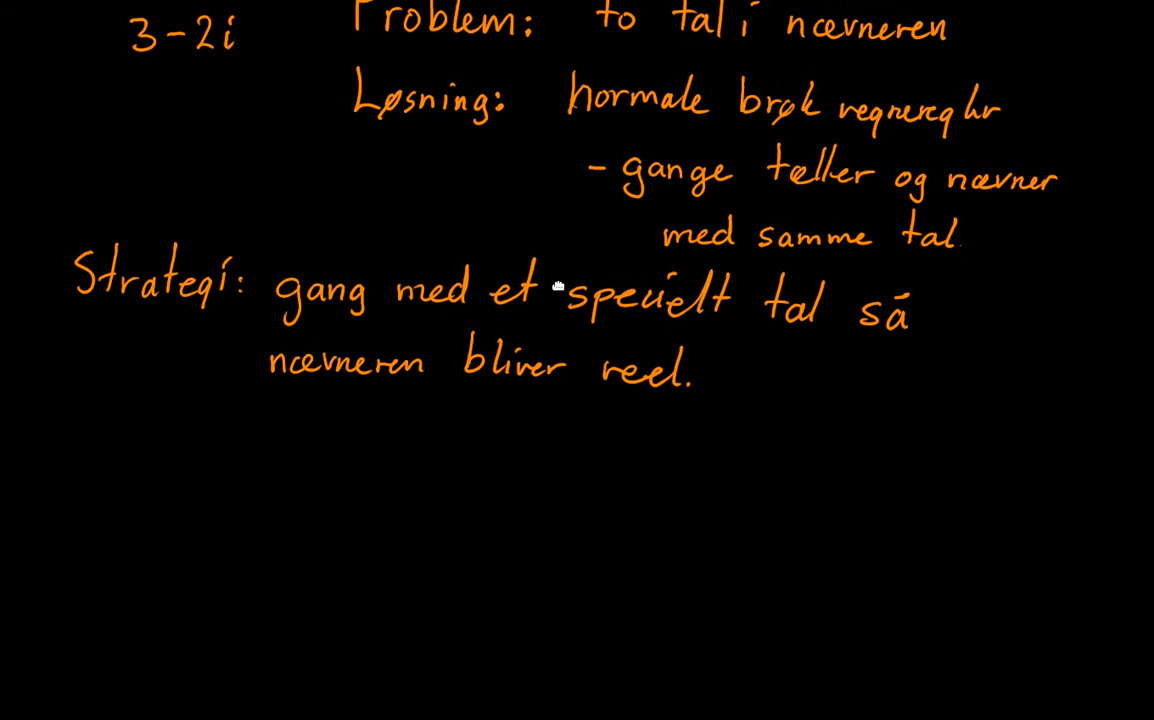 3-2i Problem: to tal i nævneren
Løsning: normale brøk regneregler
- gange tæller og nævner
med samme tal.
Strategi: gang med et specielt tal så
nævneren bliver reel.